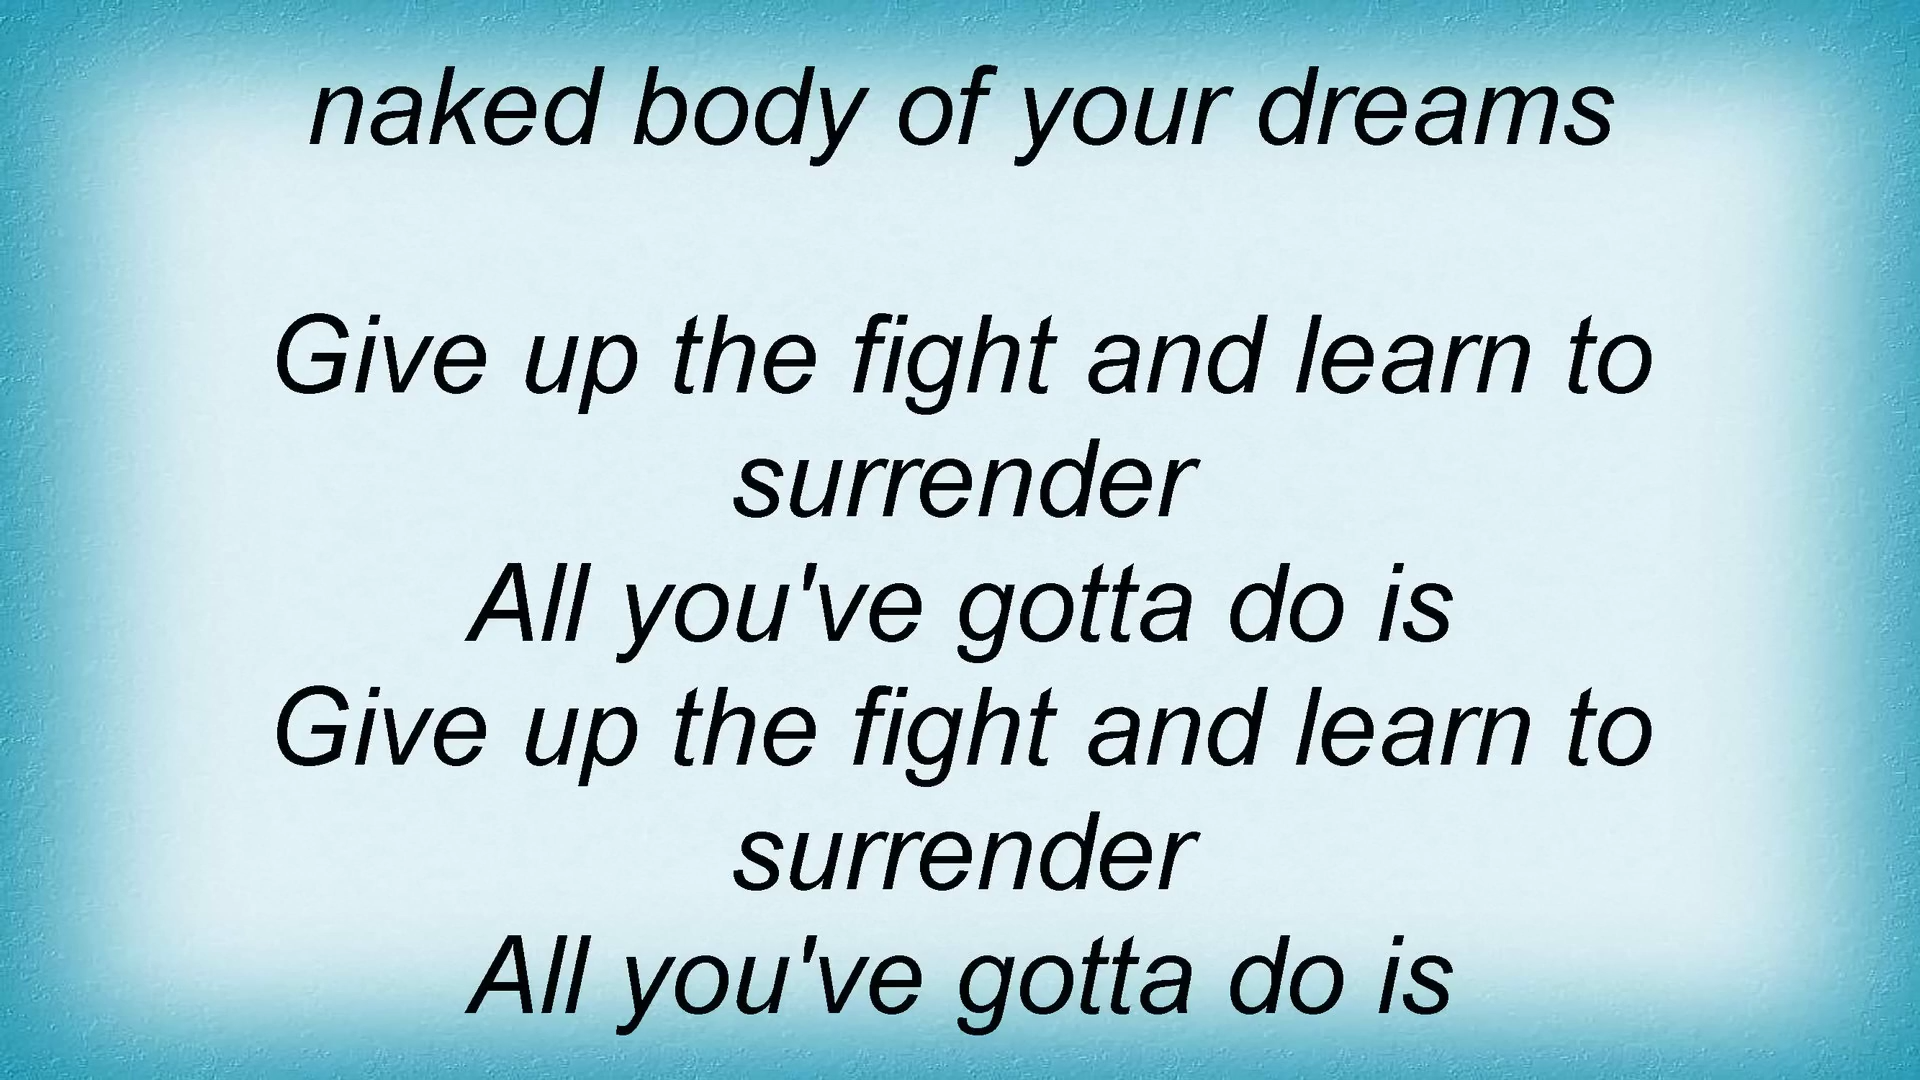 naked body of your dreams
Give up the fight and learn to
surrender
All you've gotta do is
Give up the fight and learn to
surrender
All you've gotta do is